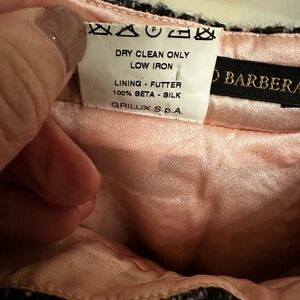 DRY CLEAN ONLY
LOW IRON
LINING - FUTTER
100% SETA - SILK
GRILUX S.p.A.
BARBERA